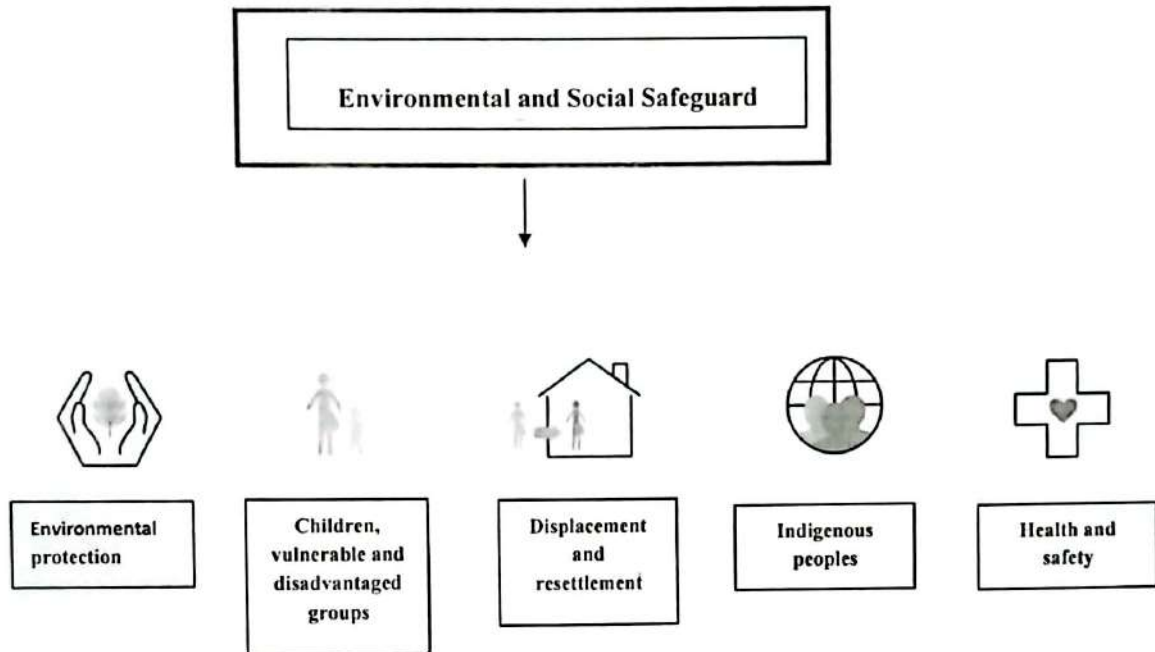 Environmental and Social Safeguard
Environmental
protection
Children,
vulnerable and
disadvantaged
groups
Displacement
and
resettlement
Indigenous
peoples
Health and
safety